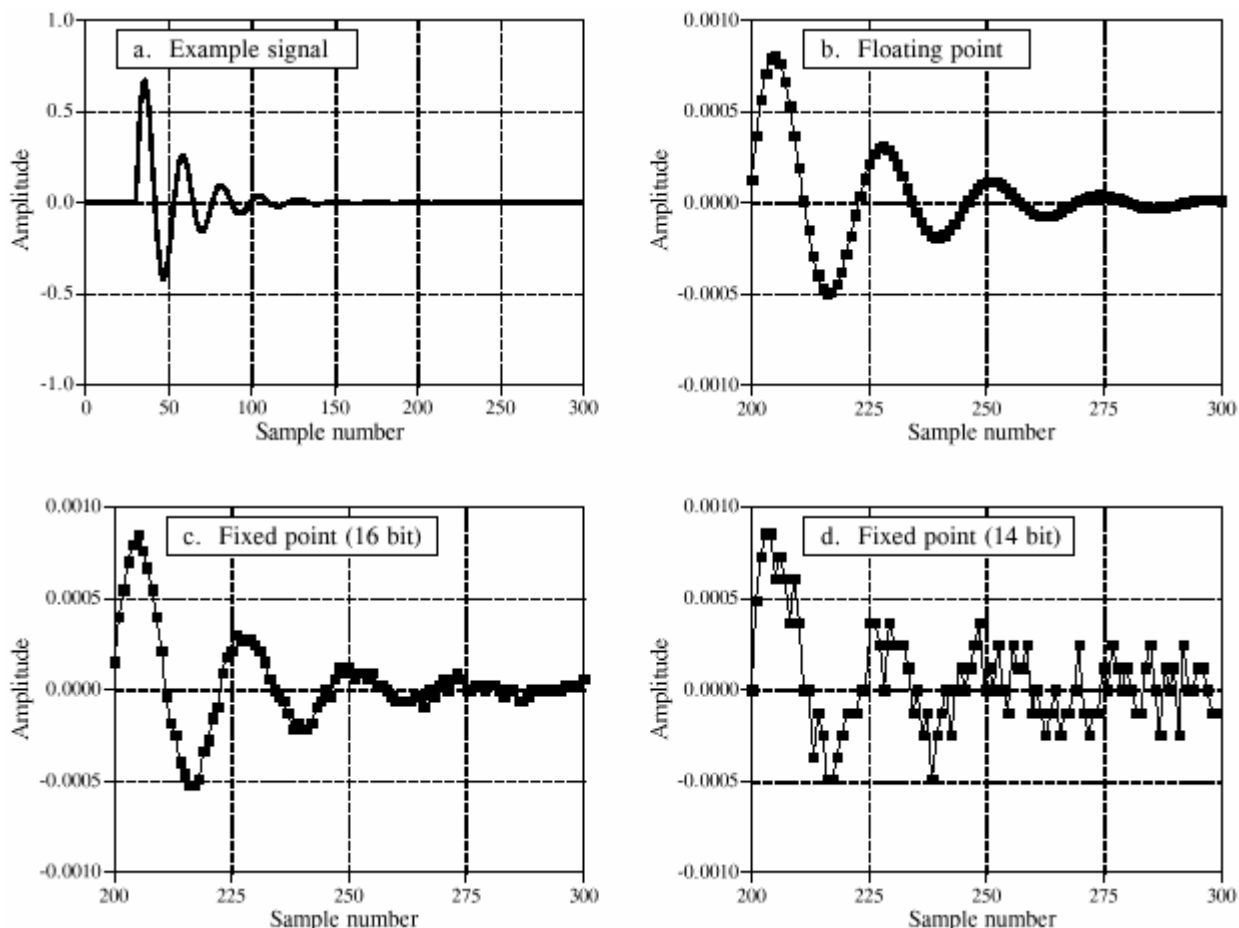 a. Example signal
1.0
0.5
0.0
-0.5
-1.0
Amplitude
0 50 100 150 200 250 300
Sample number
b. Floating point
0.0010
0.0005
0.0000
-0.0005
-0.0010
Amplitude
200 225 250 275 300
Sample number
c. Fixed point (16 bit)
0.0010
0.0005
0.0000
-0.0005
-0.0010
Amplitude
200 225 250 275 300
Sample number
d. Fixed point (14 bit)
0.0010
0.0005
0.0000
-0.0005
-0.0010
Amplitude
200 225 250 275 300
Sample number